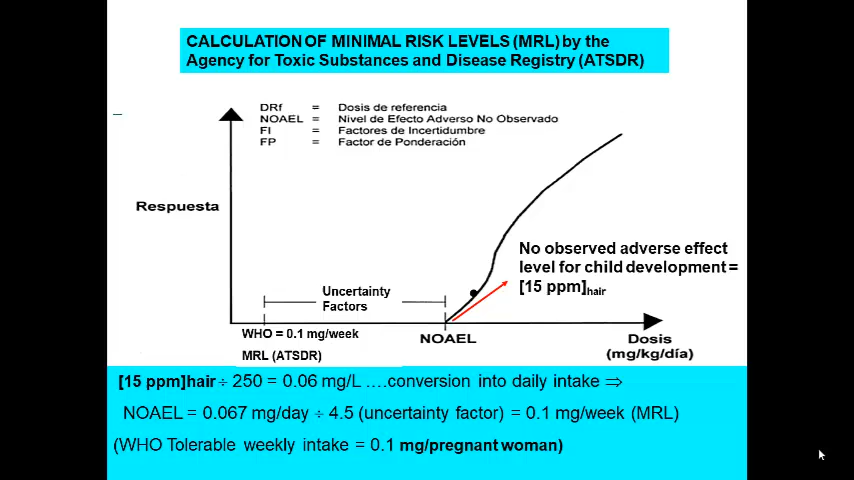 CALCULATION OF MINIMAL RISK LEVELS (MRL) by the
Agency for Toxic Substances and Disease Registry (ATSDR)
DRf = Dosis de referencia
NOAEL = Nivel de Efecto Adverso No Observado
FI = Factores de Incertidumbre
FP = Factor de Ponderación
Respuesta
No observed adverse effect
level for child development =
[15 ppm]hair
Uncertainty
Factors
WHO = 0.1 mg/week
MRL (ATSDR)
NOAEL
Dosis
(mg/kg/día)
[15 ppm]hair ÷ 250 = 0.06 mg/L ….conversion into daily intake ⇒
NOAEL = 0.067 mg/day ÷ 4.5 (uncertainty factor) = 0.1 mg/week (MRL)
(WHO Tolerable weekly intake = 0.1 mg/pregnant woman)